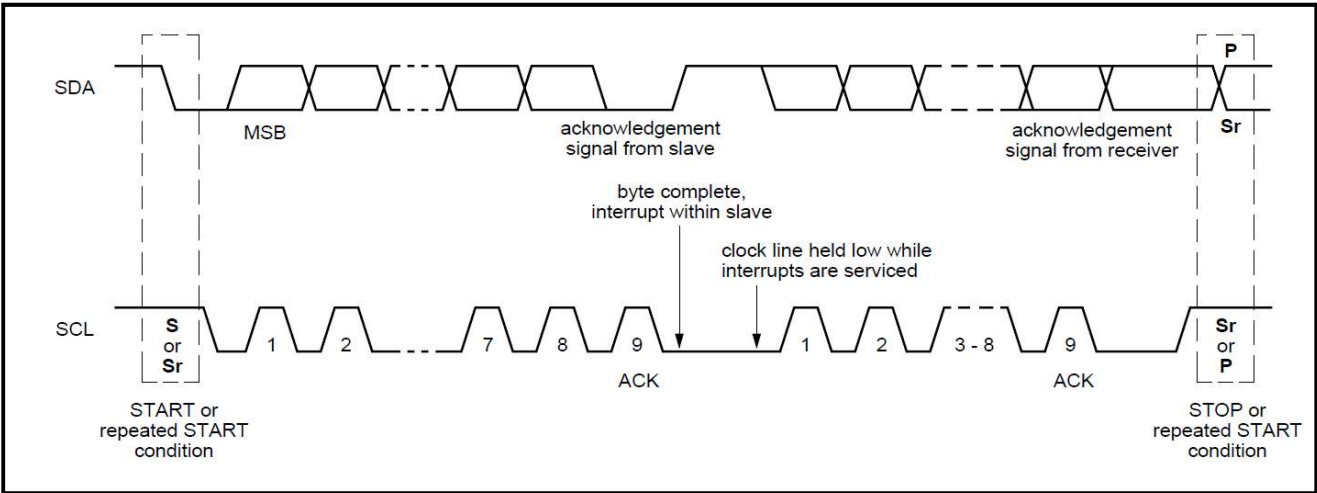 P
SDA
MSB
acknowledgement
signal from slave
acknowledgement
signal from receiver
Sr
byte complete,
interrupt within slave
clock line held low while
interrupts are serviced
SCL
S
or
Sr
1
2
7
8
9
1
2
3 - 8
9
Sr
or
P
ACK
ACK
START or
repeated START
condition
STOP or
repeated START
condition